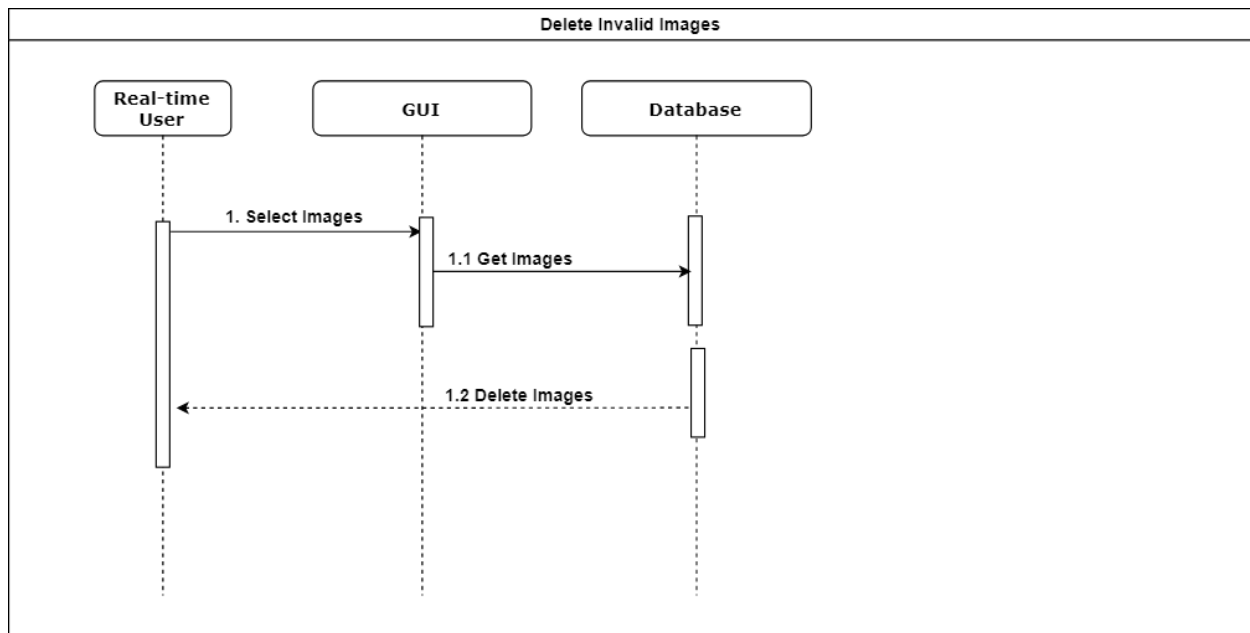 Delete Invalid Images
Real-time
User
GUI
Database
1. Select Images
1.1 Get Images
1.2 Delete Images